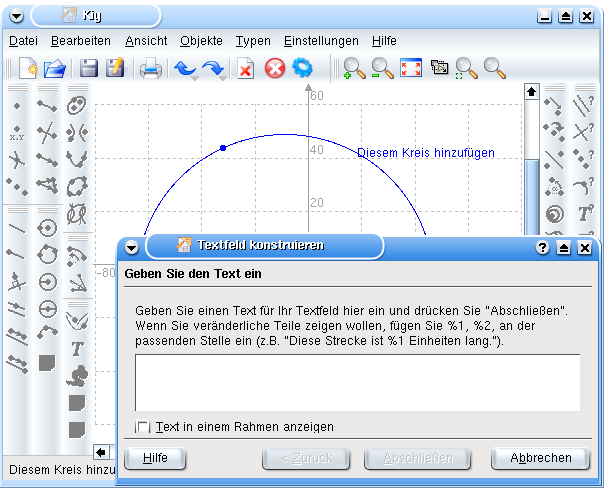 Kig
Datei Bearbeiten Ansicht Objekte Typen Einstellungen Hilfe
60
Diesem Kreis hinzufügen
40
20
-80
Textfeld konstruieren
Geben Sie den Text ein
Geben Sie einen Text für Ihr Textfeld hier ein und drücken Sie "Abschließen".
Wenn Sie veränderliche Teile zeigen wollen, fügen Sie %1, %2, an der
passenden Stelle ein (z.B. "Diese Strecke ist %1 Einheiten lang.").
Text in einem Rahmen anzeigen
Hilfe < Zurück Abschließen Abbrechen
Diesem Kreis hinzu